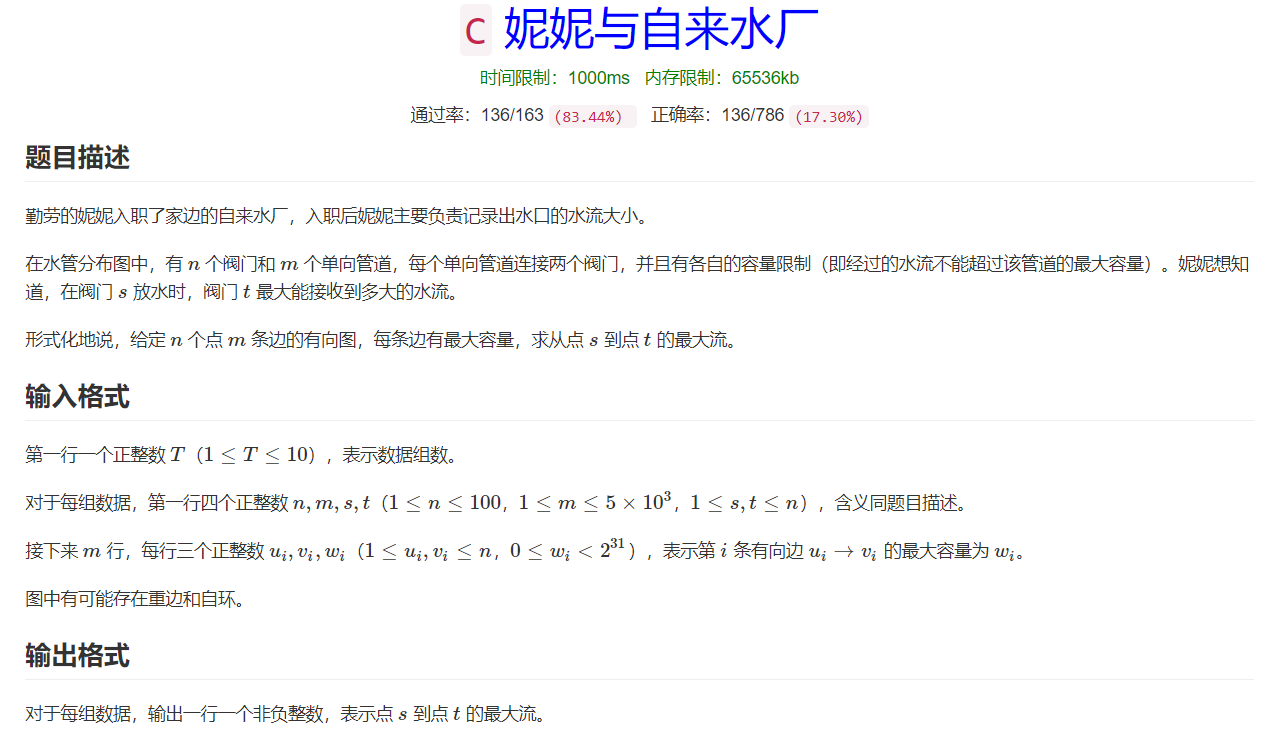 C 妮妮与自来水厂
时间限制：1000ms 内存限制：65536kb
通过率：136/163 (83.44%) 正确率：136/786 (17.30%)
题目描述
勤劳的妮妮入职了家边的自来水厂，入职后妮妮主要负责记录出水口的水流大小。
在水管分布图中，有 n 个阀门和 m 个单向管道，每个单向管道连接两个阀门，并且有各自的容量限制（即经过的水流不能超过该管道的最大容量）。妮妮想知
道，在阀门 s 放水时，阀门 t 最大能接收到多大的水流。
形式化地说，给定 n 个点 m 条边的有向图，每条边有最大容量，求从点 s 到点 t 的最大流。
输入格式
第一行一个正整数 T（1 ≤ T ≤ 10），表示数据组数。
对于每组数据，第一行四个正整数 n, m, s, t（1 ≤ n ≤ 100，1 ≤ m ≤ 5 × 10³，1 ≤ s, t ≤ n），含义同题目描述。
接下来 m 行，每行三个正整数 uᵢ, vᵢ, wᵢ（1 ≤ uᵢ, vᵢ ≤ n，0 ≤ wᵢ < 2³¹），表示第 i 条有向边 uᵢ → vᵢ 的最大容量为 wᵢ。
图中有可能存在重边和自环。
输出格式
对于每组数据，输出一行一个非负整数，表示点 s 到点 t 的最大流。